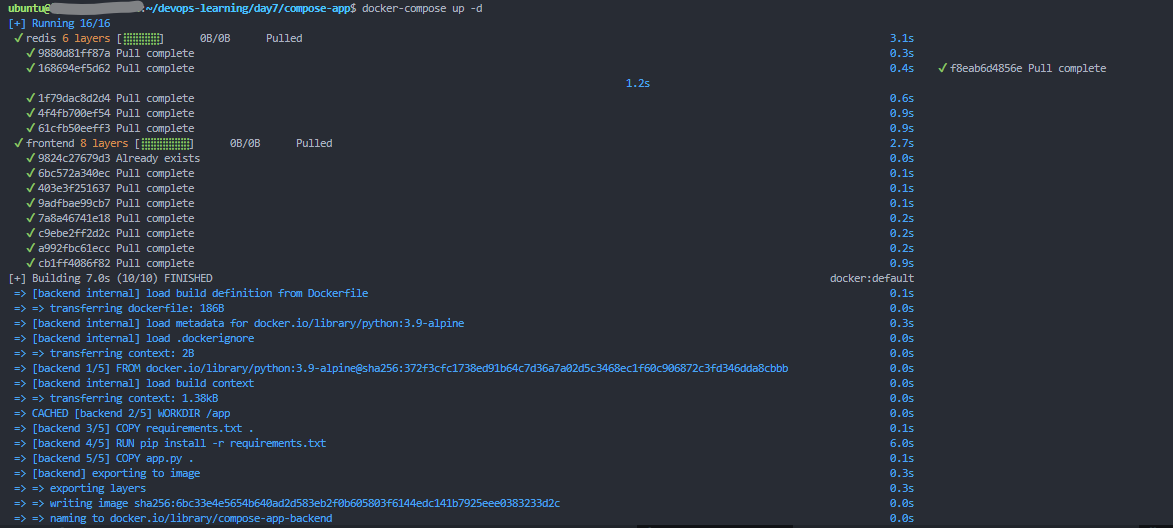 ubuntu@ :~/devops-learning/day7/compose-app$ docker-compose up -d
[+] Running 16/16
✔ redis 6 layers [⣿⣿⣿⣿⣿⣿] 0B/0B Pulled 3.1s
✔ 9880d81ff87a Pull complete 0.3s
✔ 168694ef5d62 Pull complete 0.4s ✔ f8eab6d4856e Pull complete
1.2s
✔ 1f79dac8d2d4 Pull complete 0.6s
✔ 4f4fb700ef54 Pull complete 0.9s
✔ 61cfb50eeff3 Pull complete 0.9s
✔ frontend 8 layers [⣿⣿⣿⣿⣿⣿⣿⣿] 0B/0B Pulled 2.7s
✔ 9824c27679d3 Already exists 0.0s
✔ 6bc572a340ec Pull complete 0.1s
✔ 403e3f251637 Pull complete 0.1s
✔ 9adfbae99cb7 Pull complete 0.1s
✔ 7a8a46741e18 Pull complete 0.2s
✔ c9ebe2ff2d2c Pull complete 0.2s
✔ a992fbc61ecc Pull complete 0.2s
✔ cb1ff4086f82 Pull complete 0.9s
[+] Building 7.0s (10/10) FINISHED docker:default
=> [backend internal] load build definition from Dockerfile 0.1s
=> => transferring dockerfile: 186B 0.0s
=> [backend internal] load metadata for docker.io/library/python:3.9-alpine 0.3s
=> [backend internal] load .dockerignore 0.0s
=> => transferring context: 2B 0.0s
=> [backend 1/5] FROM docker.io/library/python:3.9-alpine@sha256:372f3cfc1738ed91b64c7d36a7a02d5c3468ec1f60c906872c3fd346dda8cbbb 0.0s
=> [backend internal] load build context 0.0s
=> => transferring context: 1.38kB 0.0s
=> CACHED [backend 2/5] WORKDIR /app 0.0s
=> [backend 3/5] COPY requirements.txt . 0.1s
=> [backend 4/5] RUN pip install -r requirements.txt 6.0s
=> [backend 5/5] COPY app.py . 0.1s
=> [backend] exporting to image 0.3s
=> => exporting layers 0.3s
=> => writing image sha256:6bc33e4e5654b640ad2d583eb2f0b605803f6144edc141b7925eee0383233d2c 0.0s
=> => naming to docker.io/library/compose-app-backend 0.0s